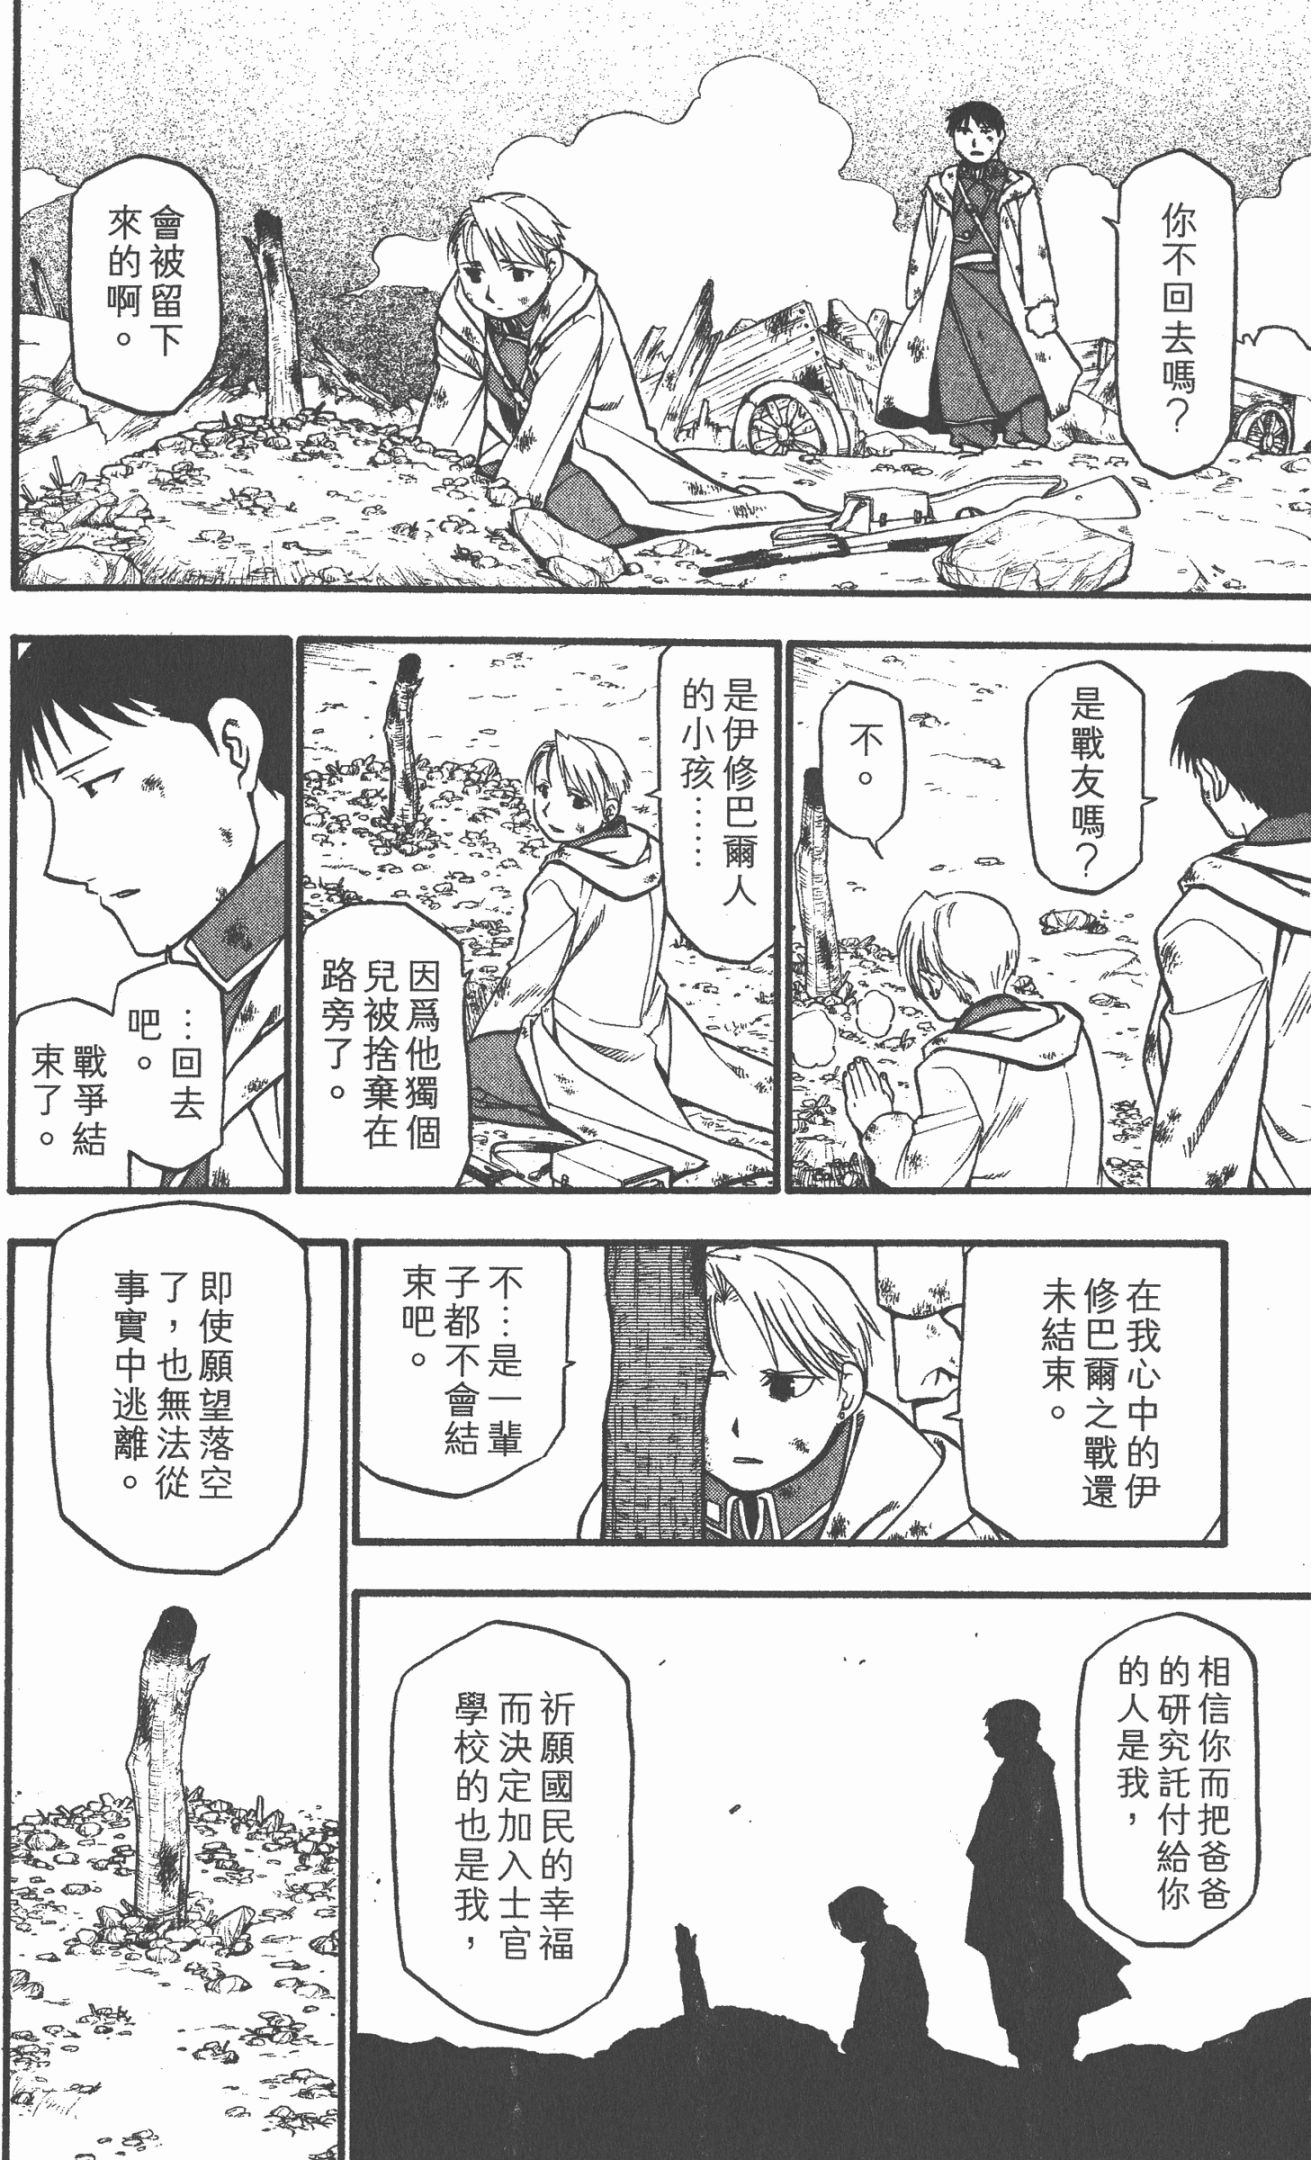 你不回去嗎？
會被留下
來的啊。
是戰友嗎？
不。
是伊修巴爾人
的小孩……
因爲他獨個
兒被捨棄在
路旁了。
…回去
吧。
戰爭結
束了。
在我心中的伊
修巴爾之戰還
未結束。
不…是一輩
子都不會結
束吧。
相信你而把爸爸
的研究託付給你
的人是我，
祈願國民的幸福
而決定加入士官
學校的也是我，
即使願望落空
了，也無法從
事實中逃離。